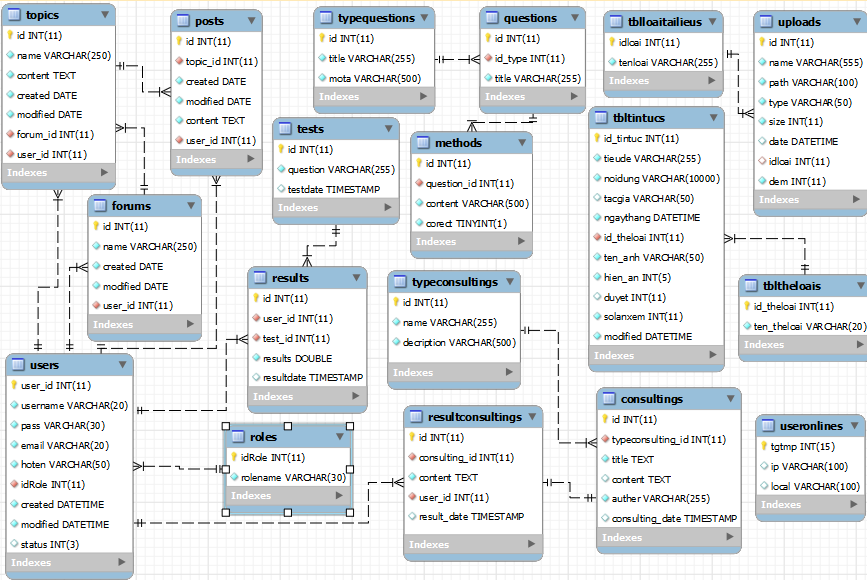 topics
id INT(11)
name VARCHAR(250)
content TEXT
created DATE
modified DATE
forum_id INT(11)
user_id INT(11)
Indexes
posts
id INT(11)
topic_id INT(11)
created DATE
modified DATE
content TEXT
user_id INT(11)
Indexes
typequestions
id INT(11)
title VARCHAR(255)
mota VARCHAR(500)
Indexes
questions
id INT(11)
id_type INT(11)
title VARCHAR(255)
Indexes
tblloaitailieus
idloai INT(11)
tenloai VARCHAR(255)
Indexes
uploads
id INT(11)
name VARCHAR(555)
path VARCHAR(100)
type VARCHAR(50)
size INT(11)
date DATETIME
idloai INT(11)
dem INT(11)
Indexes
tests
id INT(11)
question VARCHAR(255)
testdate TIMESTAMP
Indexes
methods
id INT(11)
question_id INT(11)
content VARCHAR(500)
corect TINYINT(1)
Indexes
tbltintucs
id_tintuc INT(11)
tieude VARCHAR(255)
noidung VARCHAR(10000)
tacgia VARCHAR(50)
ngaythang DATETIME
id_theloai INT(11)
ten_anh VARCHAR(50)
hien_an INT(5)
duyet INT(11)
solanxem INT(11)
modified DATETIME
Indexes
forums
id INT(11)
name VARCHAR(250)
created DATE
modified DATE
user_id INT(11)
Indexes
results
id INT(11)
user_id INT(11)
test_id INT(11)
results DOUBLE
resultdate TIMESTAMP
Indexes
typeconsultings
id INT(11)
name VARCHAR(255)
decription VARCHAR(500)
Indexes
tbltheloais
id_theloai INT(11)
ten_theloai VARCHAR(20)
Indexes
users
user_id INT(11)
username VARCHAR(20)
pass VARCHAR(30)
email VARCHAR(20)
hoten VARCHAR(50)
idRole INT(11)
created DATETIME
modified DATETIME
status INT(3)
Indexes
roles
idRole INT(11)
rolename VARCHAR(30)
Indexes
resultconsultings
id INT(11)
consulting_id INT(11)
content TEXT
user_id INT(11)
result_date TIMESTAMP
Indexes
consultings
id INT(11)
typeconsulting_id INT(11)
title TEXT
content TEXT
auther VARCHAR(255)
consulting_date TIMESTAMP
Indexes
useronlines
tgtmp INT(15)
ip VARCHAR(100)
local VARCHAR(100)
Indexes